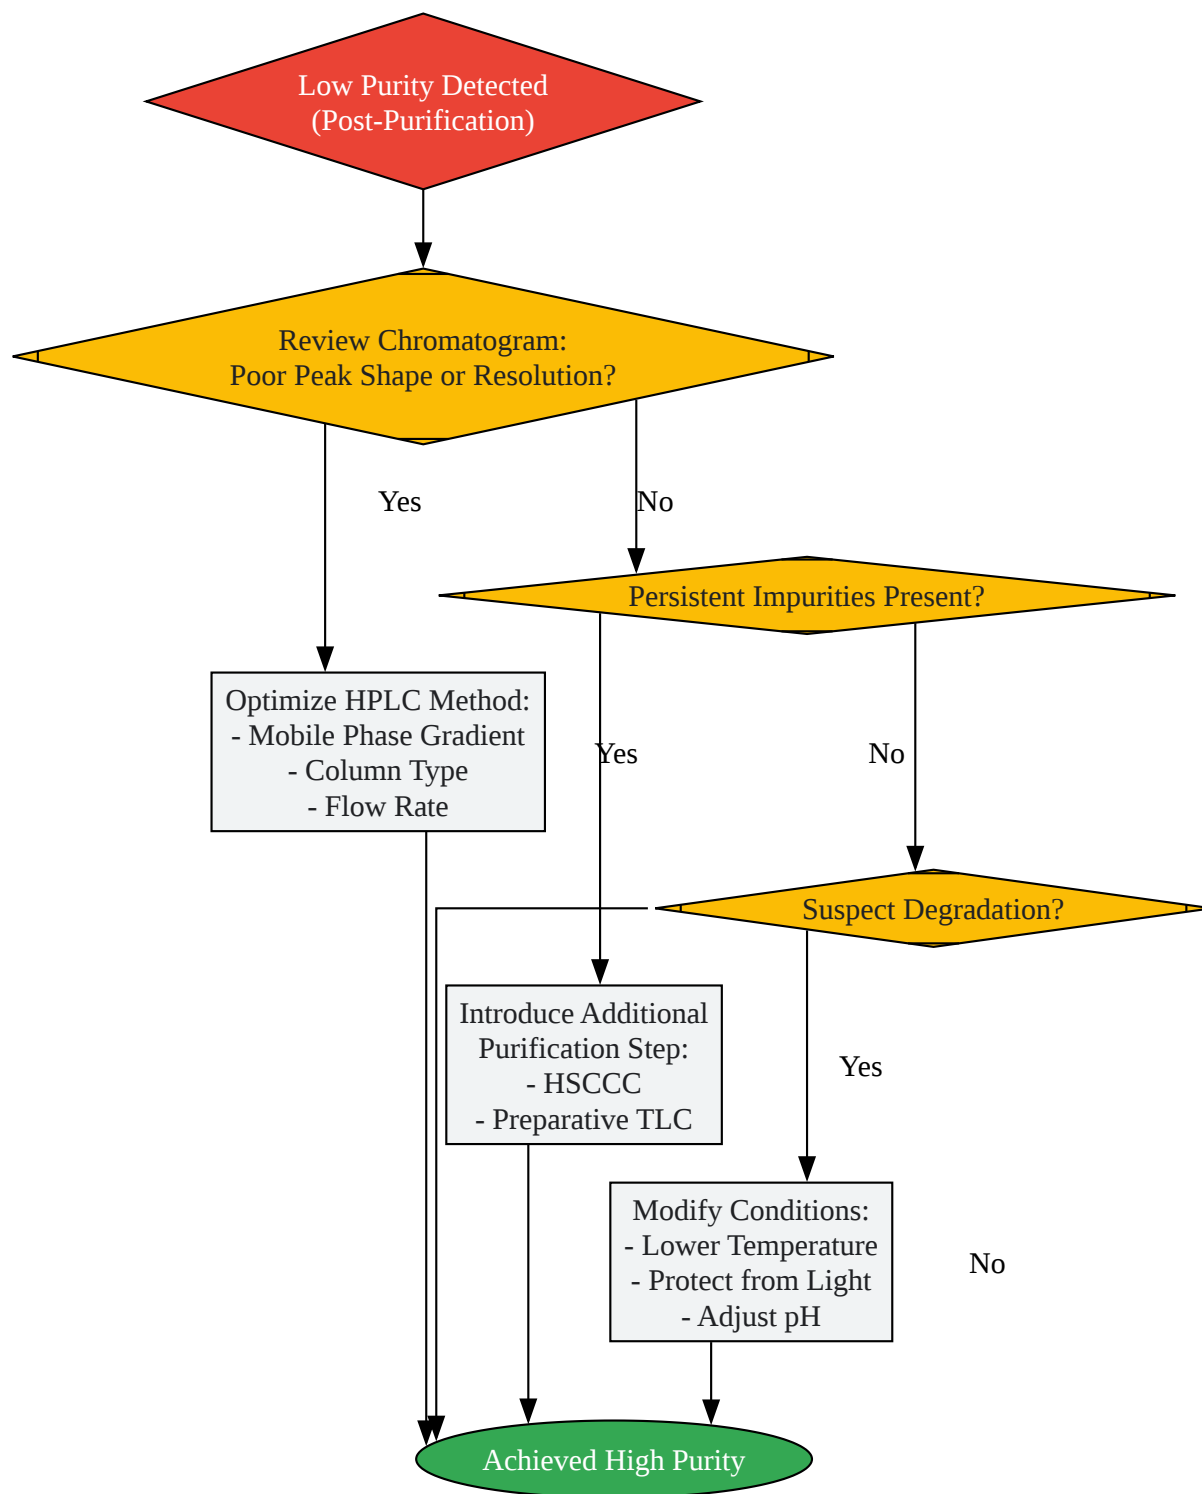 Low Purity Detected
(Post-Purification)
Review Chromatogram:
Poor Peak Shape or Resolution?
Yes
No
Persistent Impurities Present?
Optimize HPLC Method:
- Mobile Phase Gradient
- Column Type
- Flow Rate
Yes
No
Suspect Degradation?
Introduce Additional
Purification Step:
- HSCCC
- Preparative TLC
Yes
Modify Conditions:
- Lower Temperature
- Protect from Light
- Adjust pH
No
Achieved High Purity